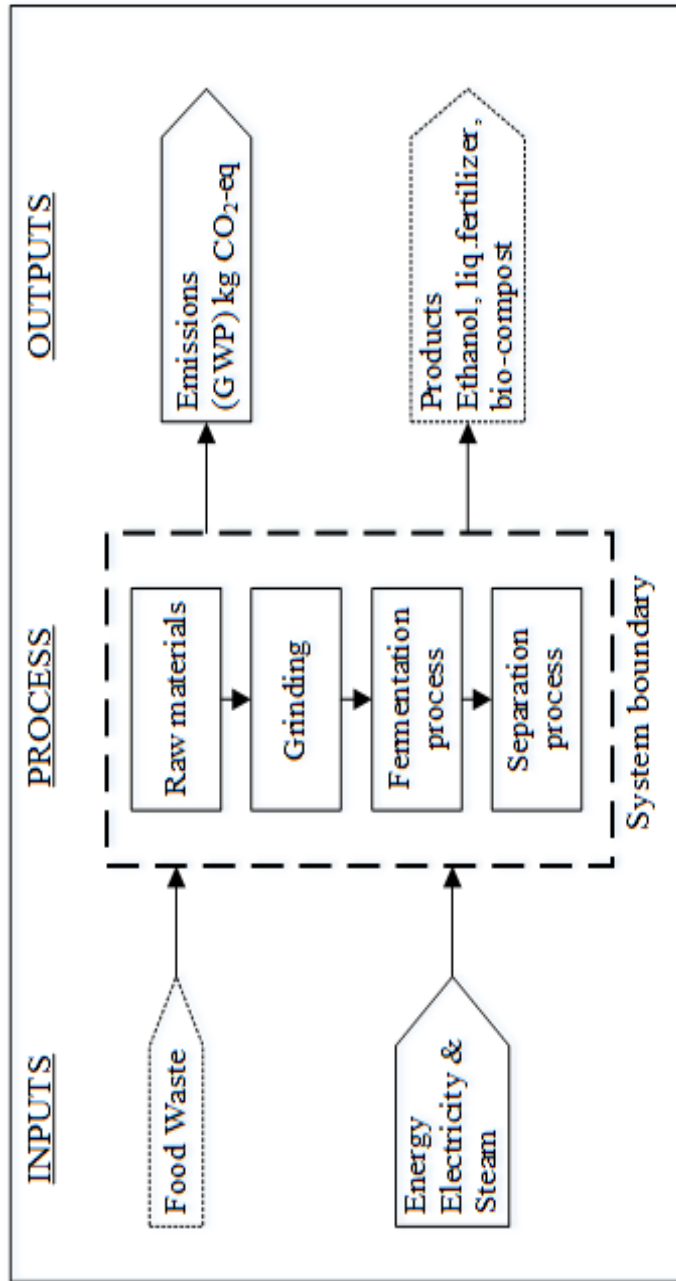 INPUTS
PROCESS
OUTPUTS
Food Waste
Energy
Electricity &
Steam
Raw materials
Grinding
Fermentation
process
Separation
process
System boundary
Emissions
(GWP) kg CO₂-eq
Products
Ethanol, liq.fertilizer,
bio-compost